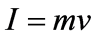 I = mv